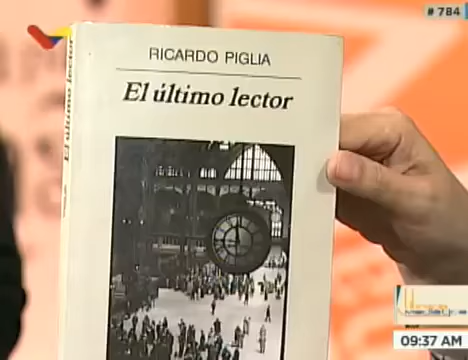 # 784
RICARDO PIGLIA
El último lector
El último lector
09:37 AM